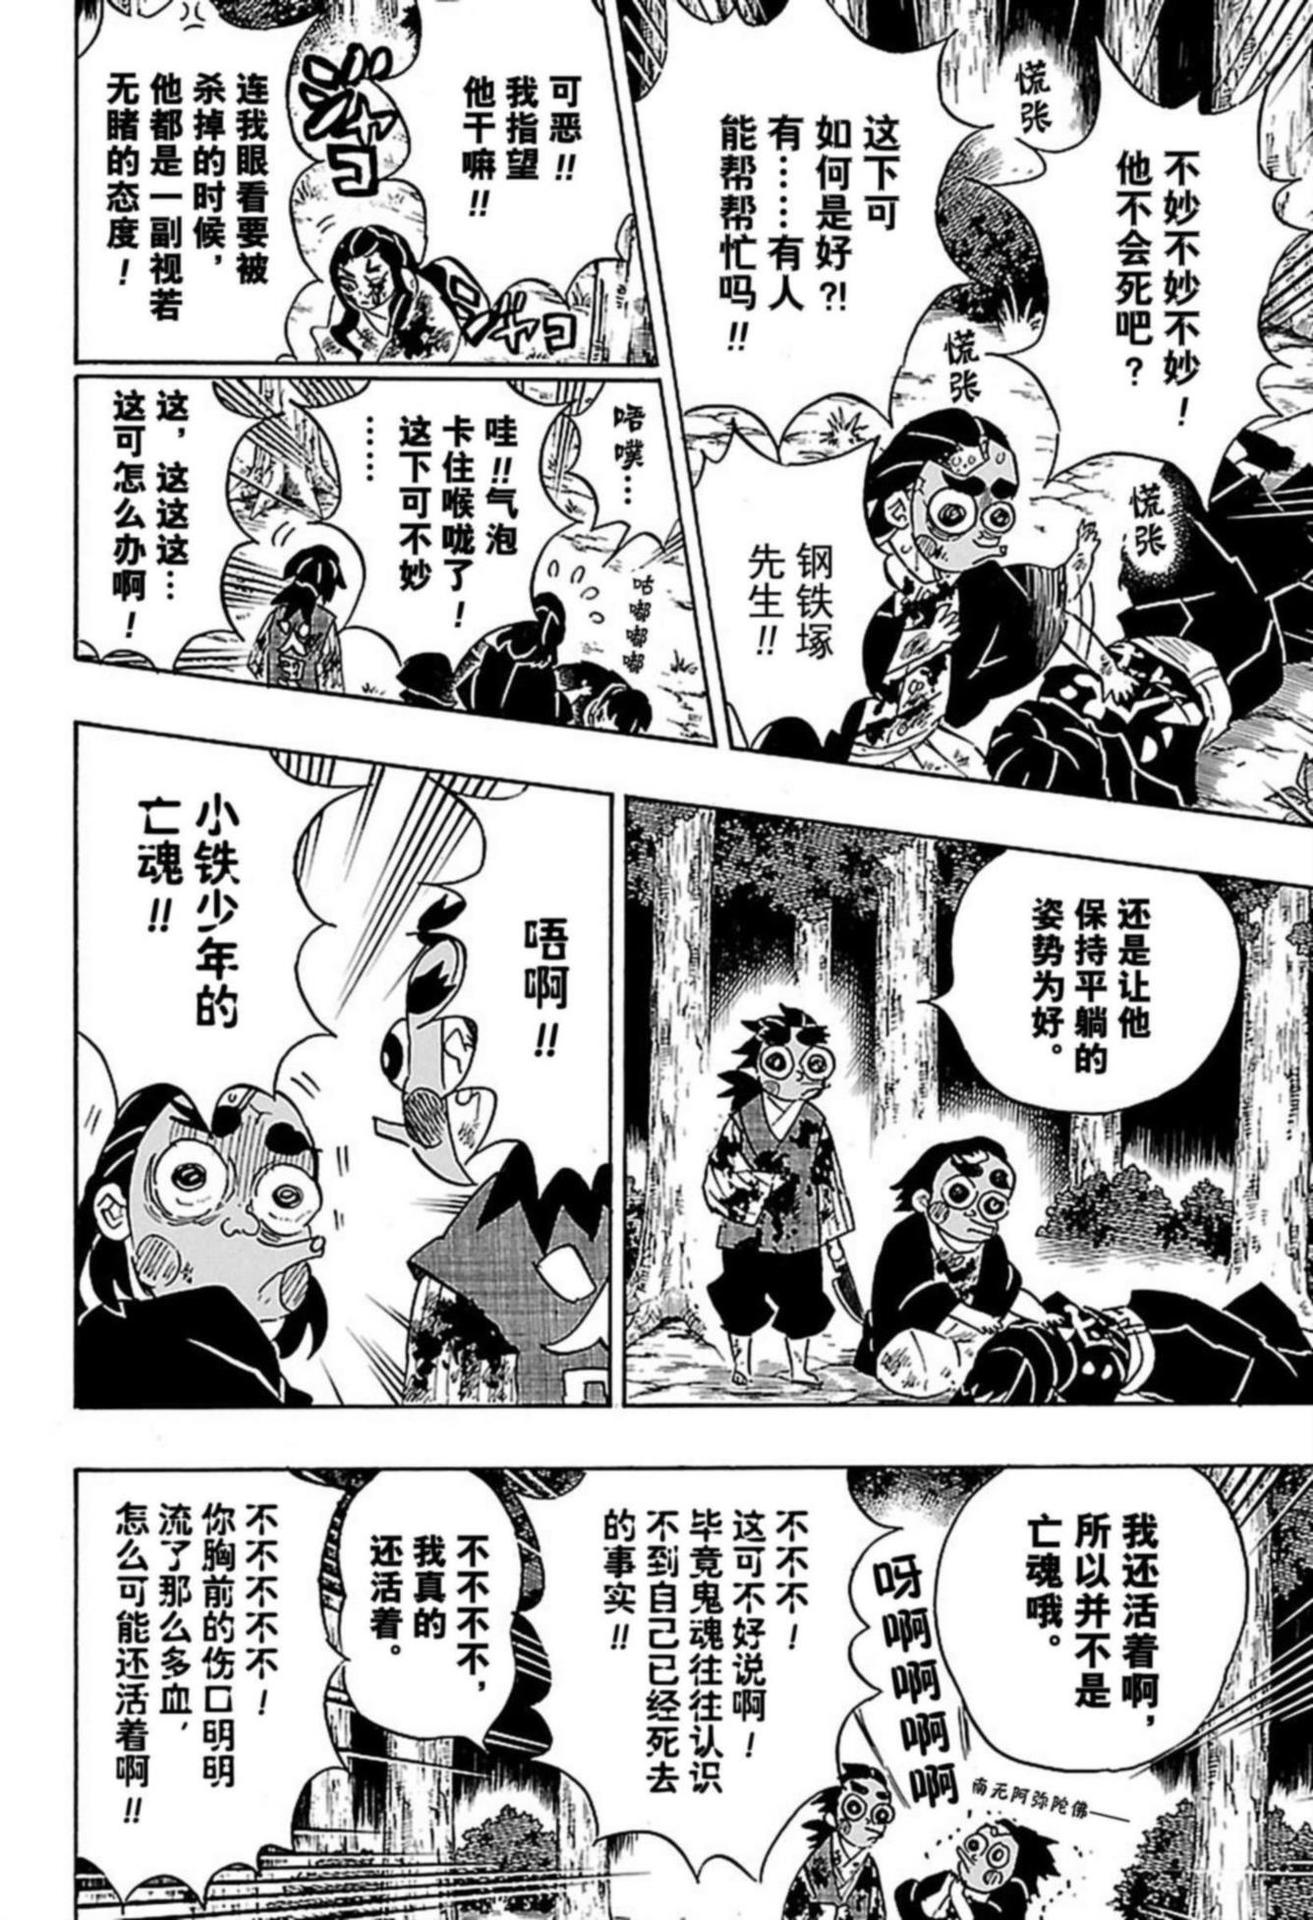 不妙不妙不妙不妙！
他不会死吧？
慌张
这下可
如何是好?!
有……有人
能帮帮忙吗!!
慌张
慌张
钢铁塚
先生!!
可恶!!
我指望
他干嘛!!
ジャコ
ジャコ
连我眼看要被
杀掉的时候，
他都是一副视若
无睹的态度！
唔噗…
咕嘟嘟嘟
哇!!气泡
卡住喉咙了！
这下可不妙
……
这，这这这…
这可怎么办啊！
还是让他
保持平躺的
姿势为好。
唔啊!!
小铁少年的
亡魂!!
我还活着啊，
所以并不是
亡魂哦。
呀啊啊啊啊
南无阿弥陀佛——
不不不！
这可不好说啊！
毕竟鬼魂往往认识
不到自己已经死去
的事实!!
不不不不，
我真的
还活着。
不不不不不！
你胸前的伤口明明
流了那么多血，
怎么可能还活着啊!!